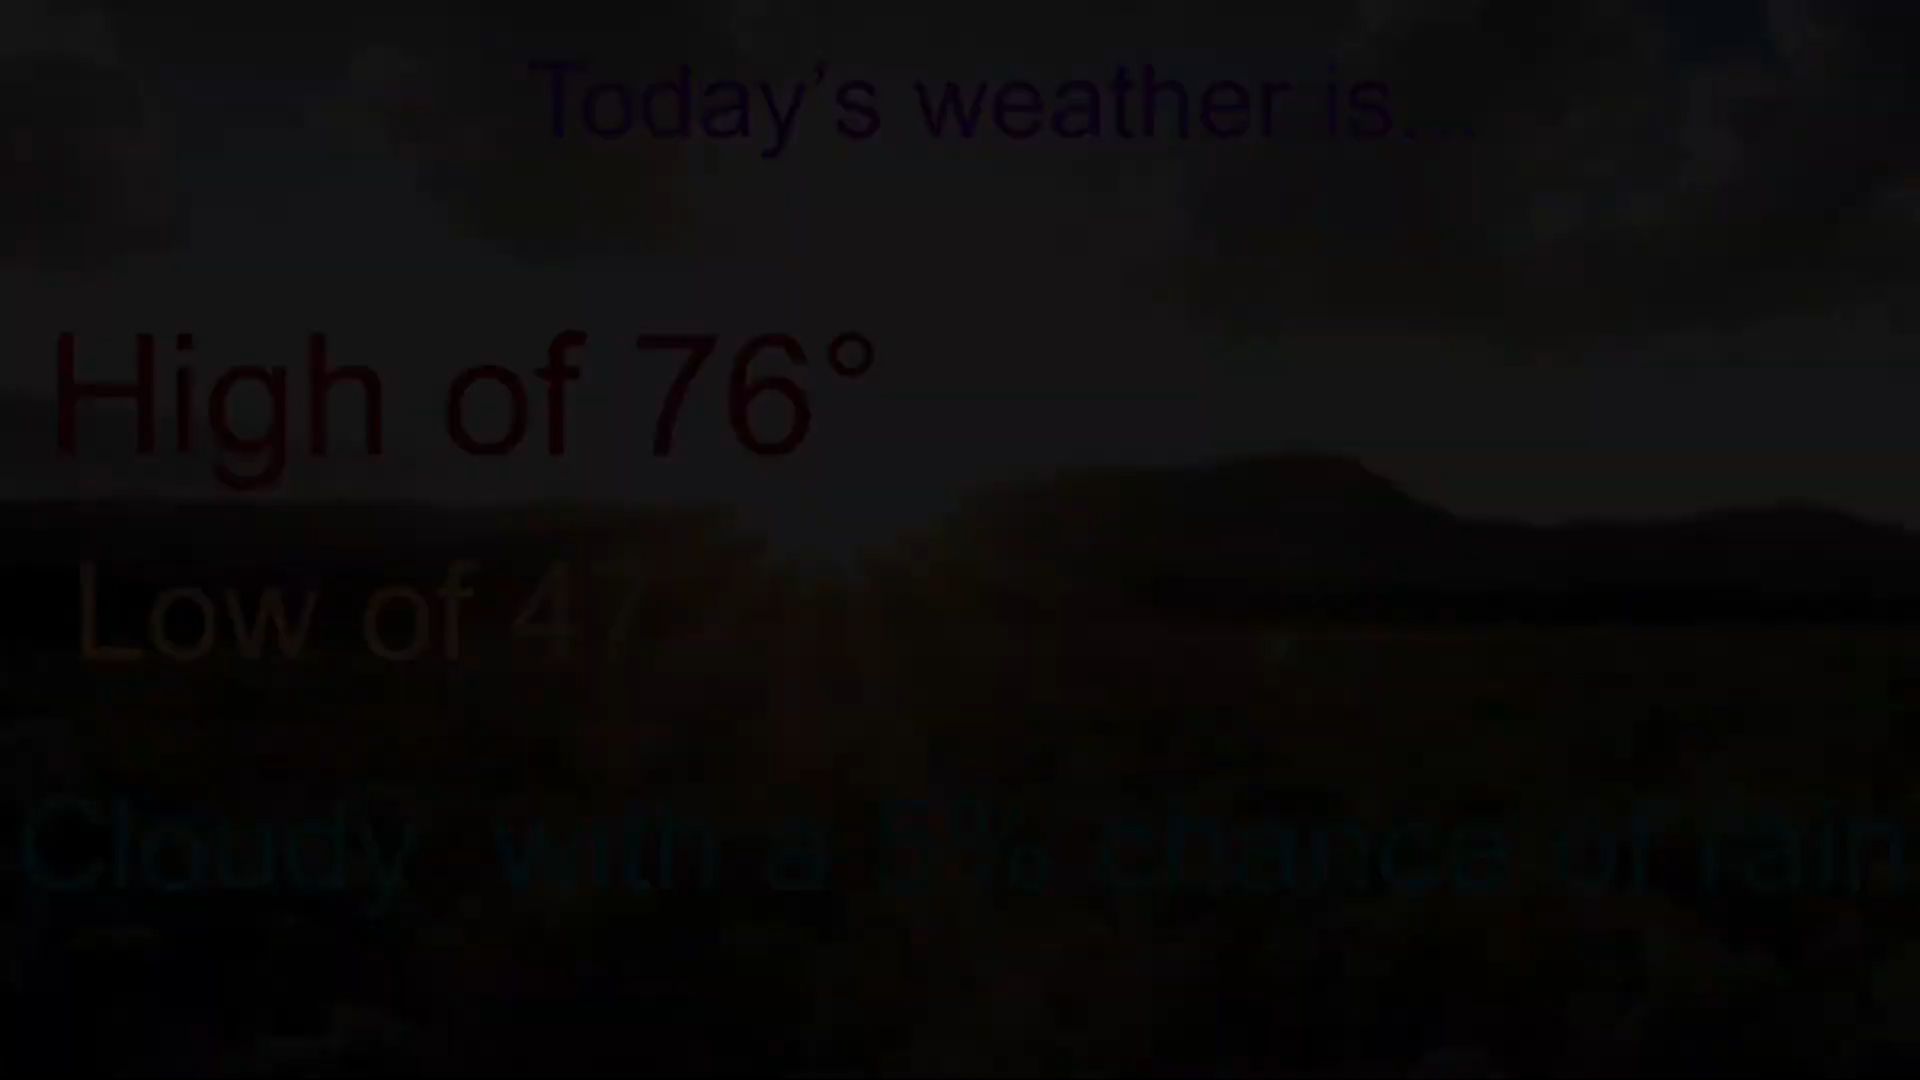 Today's weather is...
High of 76°
Low of 47
Cloudy with a 5% chance of rain